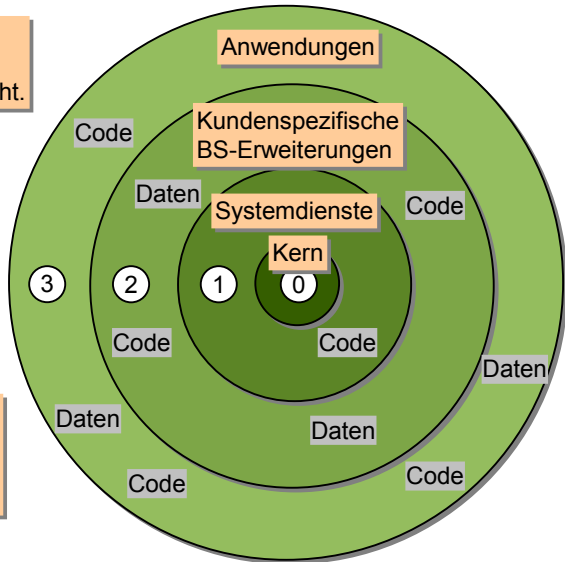 Anwendungen
ht.
Code
Kundenspezifische
BS-Erweiterungen
Daten
Code
Systemdienste
Kern
3
2
1
0
Code
Code
Daten
Daten
Daten
Code
Code